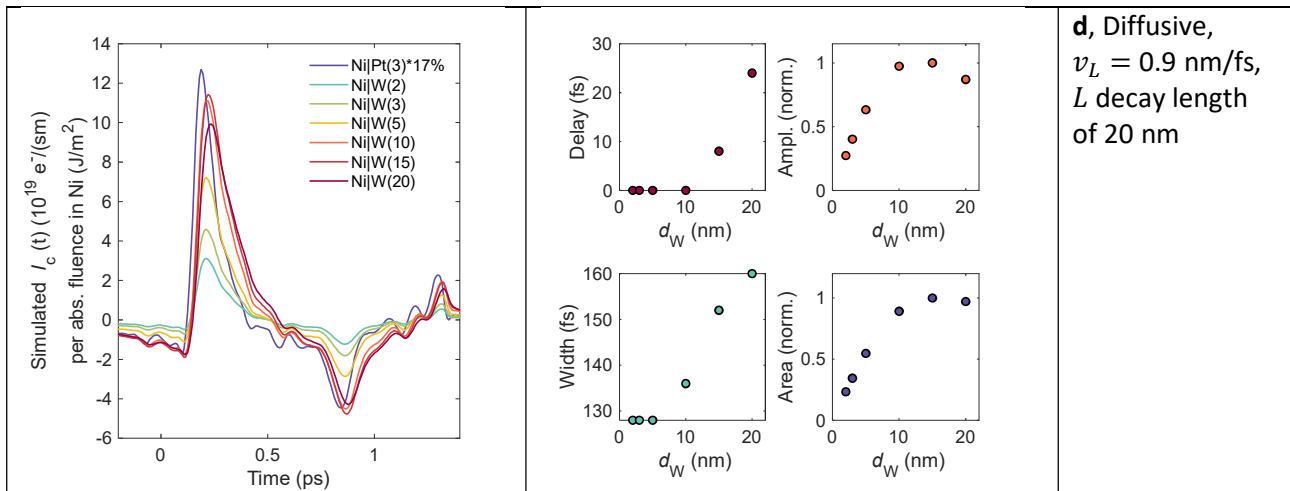 Simulated I_c (t) (10^19 e^-/(sm)
per abs. fluence in Ni (J/m^2)
14
12
10
8
6
4
2
0
-2
-4
-6
0
0.5
1
Time (ps)
Ni|Pt(3)*17%
Ni|W(2)
Ni|W(3)
Ni|W(5)
Ni|W(10)
Ni|W(15)
Ni|W(20)
Delay (fs)
30
20
10
0
0
10
20
d_W (nm)
Ampl. (norm.)
1
0.5
0
0
10
20
d_W (nm)
Width (fs)
160
150
140
130
0
10
20
d_W (nm)
Area (norm.)
1
0.5
0
0
10
20
d_W (nm)
d, Diffusive,
v_L = 0.9 nm/fs,
L decay length
of 20 nm